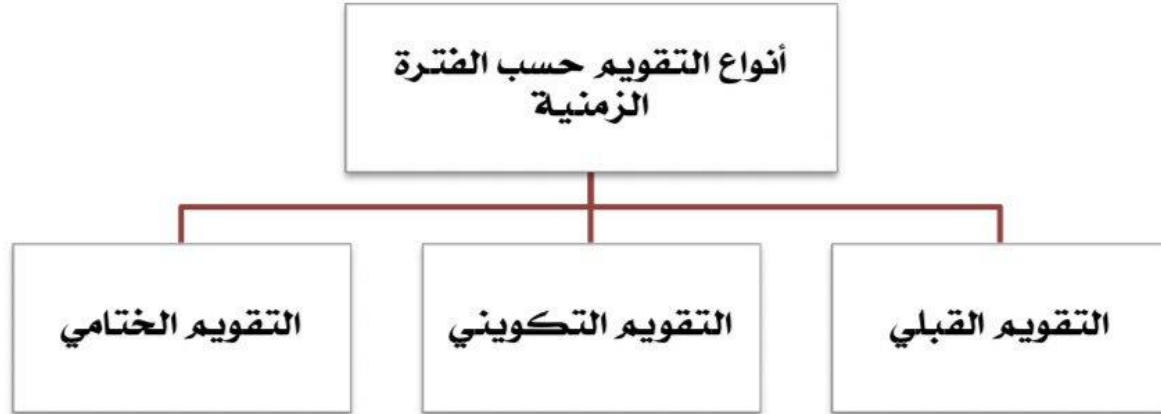 أنواع التقويم حسب الفترة
الزمنية
التقويم القبلي
التقويم التكويني
التقويم الختامي